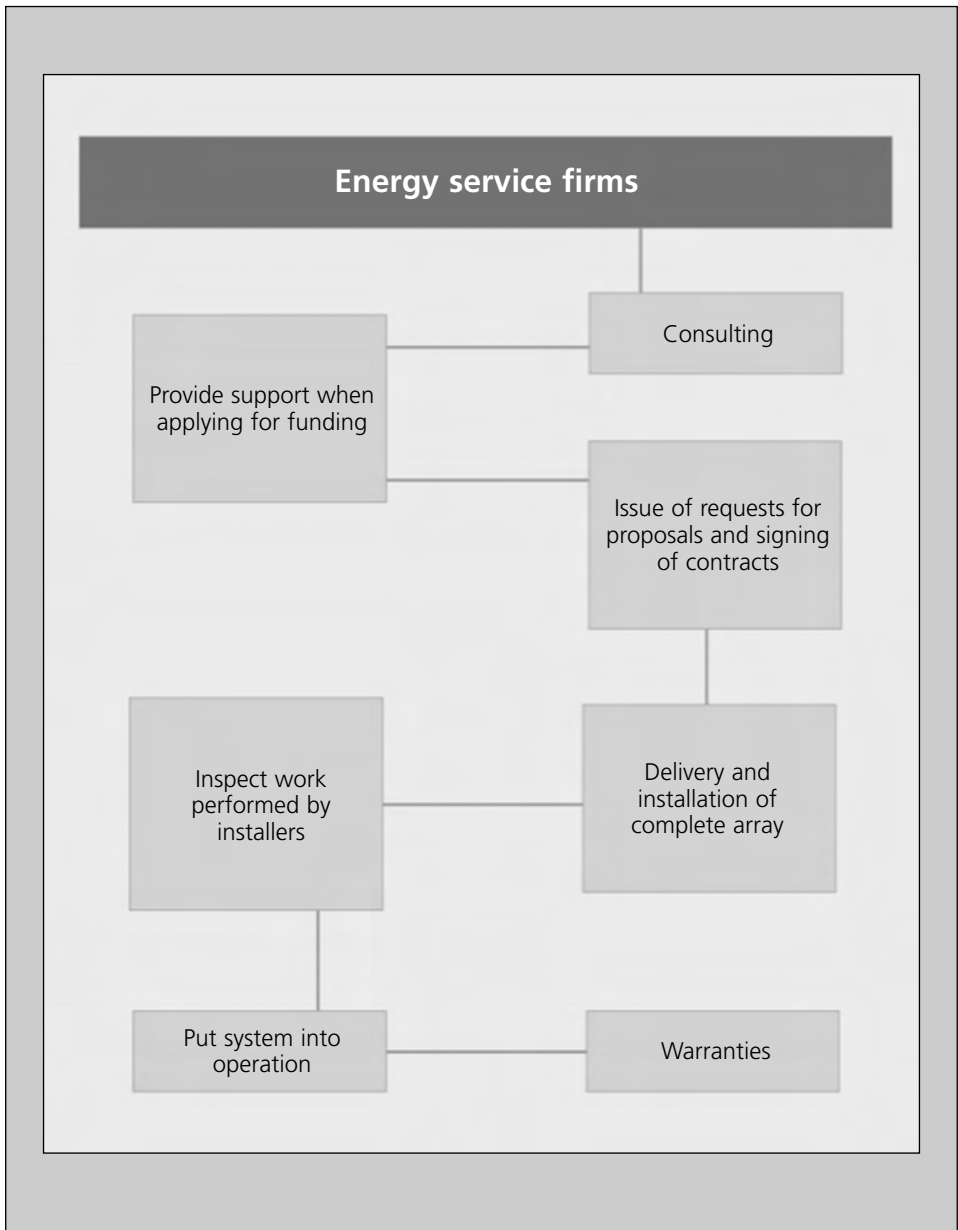 Energy service firms
Consulting
Provide support when
applying for funding
Issue of requests for
proposals and signing
of contracts
Delivery and
installation of
complete array
Inspect work
performed by
installers
Put system into
operation
Warranties